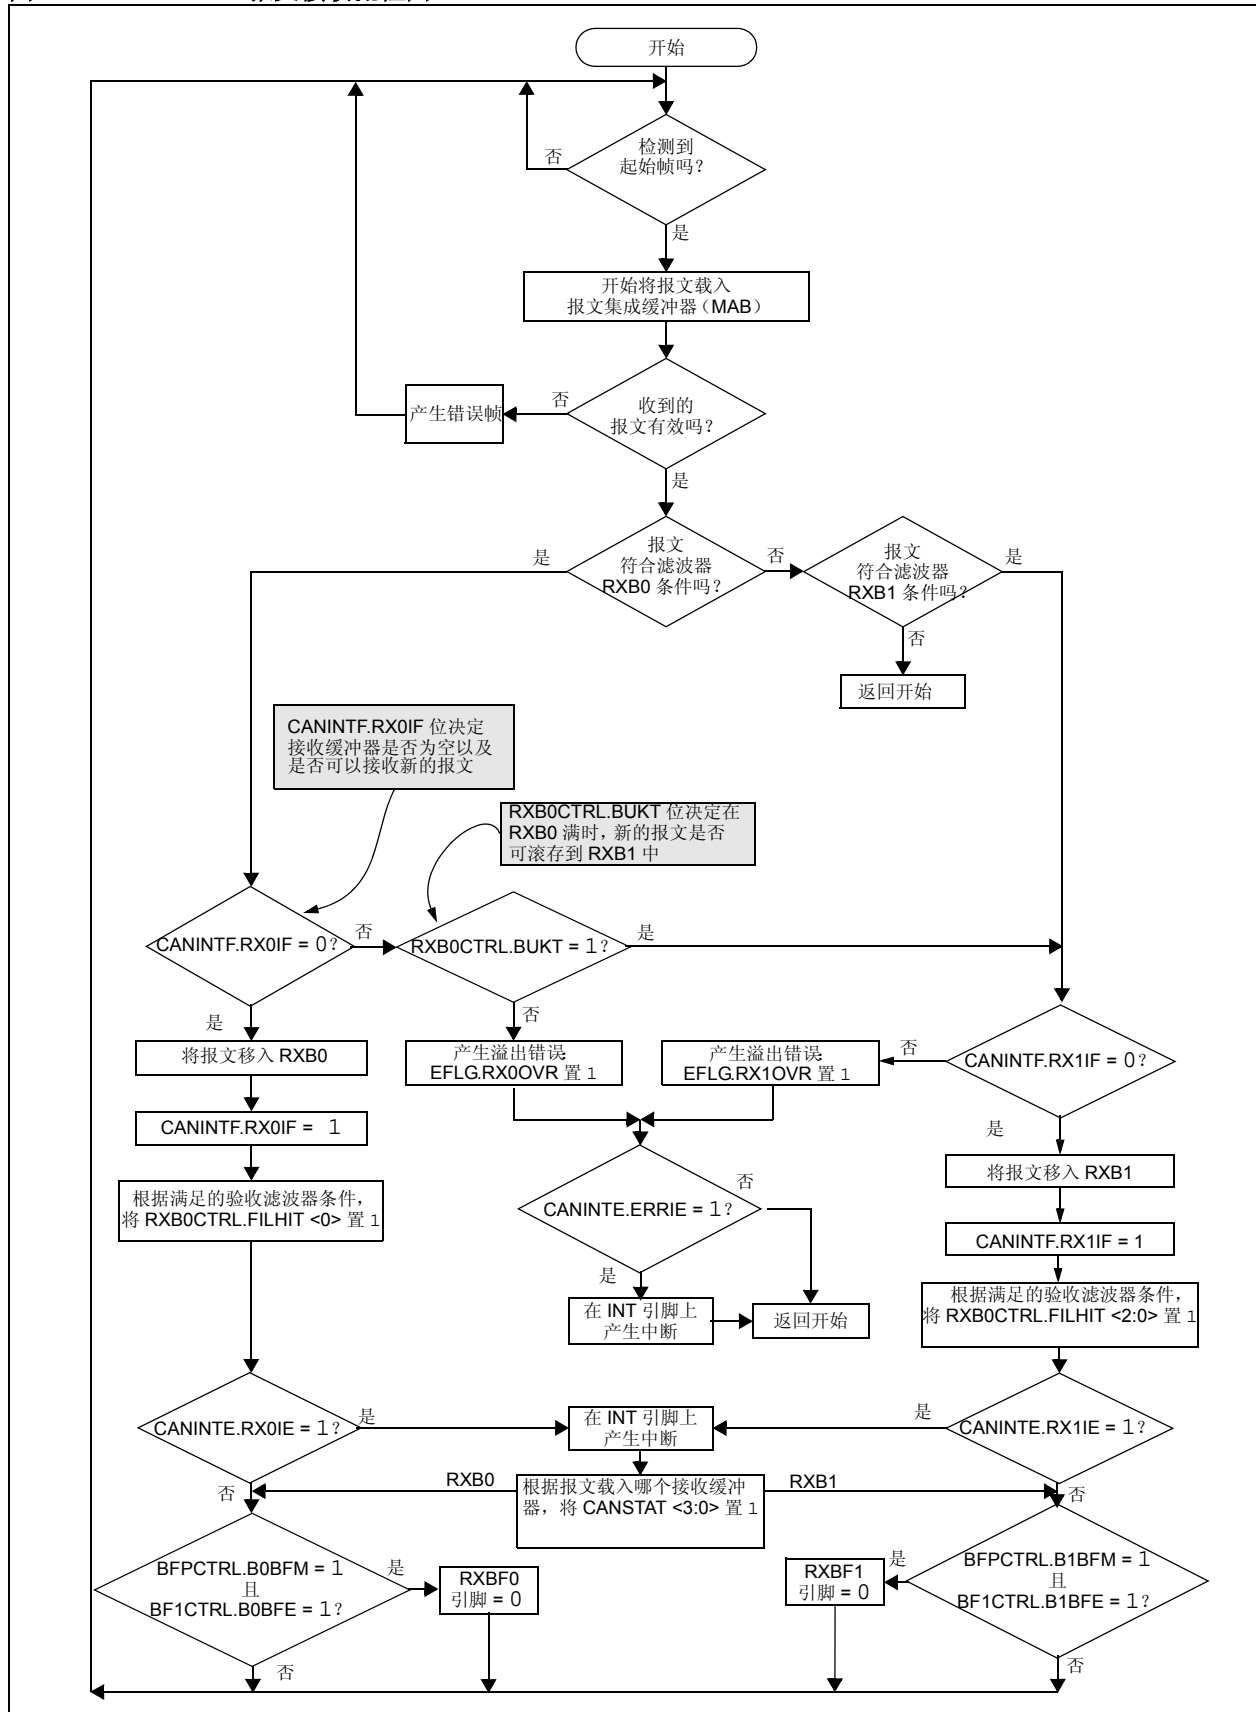 开始
检测到
起始帧吗？
否
是
开始将报文载入
报文集成缓冲器（MAB）
收到的
报文有效吗？
否
产生错误帧
是
报文
符合滤波器
RXB0 条件吗？
是
否
报文
符合滤波器
RXB1 条件吗？
是
否
返回开始
CANINTF.RX0IF 位决定
接收缓冲器是否为空以及
是否可以接收新的报文
RXB0CTRL.BUKT 位决定在
RXB0 满时，新的报文是否
可滚存到 RXB1 中
CANINTF.RX0IF = 0？
否
RXB0CTRL.BUKT = 1？
是
是
否
将报文移入 RXB0
产生溢出错误:
EFLG.RX0OVR 置 1
产生溢出错误:
EFLG.RX1OVR 置 1
否
CANINTF.RX1IF = 0？
CANINTF.RX0IF = 1
是
将报文移入 RXB1
根据满足的验收滤波器条件，
将 RXB0CTRL.FILHIT <0> 置 1
CANINTE.ERRIE = 1？
否
是
CANINTF.RX1IF = 1
在 INT 引脚上
产生中断
返回开始
根据满足的验收滤波器条件，
将 RXB0CTRL.FILHIT <2:0> 置 1
CANINTE.RX0IE = 1？
是
在 INT 引脚上
产生中断
是
CANINTE.RX1IE = 1？
否
RXB0
根据报文载入哪个接收缓冲
器，将 CANSTAT <3:0> 置 1
RXB1
否
BFPCTRL.B0BFM = 1
且
BF1CTRL.B0BFE = 1？
是
RXBF0
引脚 = 0
RXBF1
引脚 = 0
是
BFPCTRL.B1BFM = 1
且
BF1CTRL.B1BFE = 1？
否
否